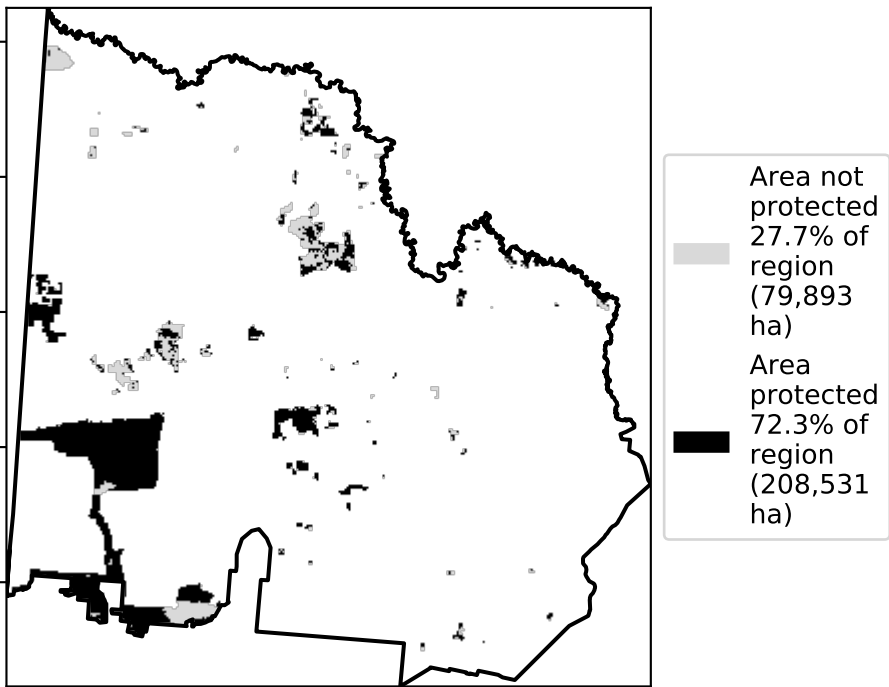 Area not
protected
27.7% of
region
(79,893
ha)
Area
protected
72.3% of
region
(208,531
ha)